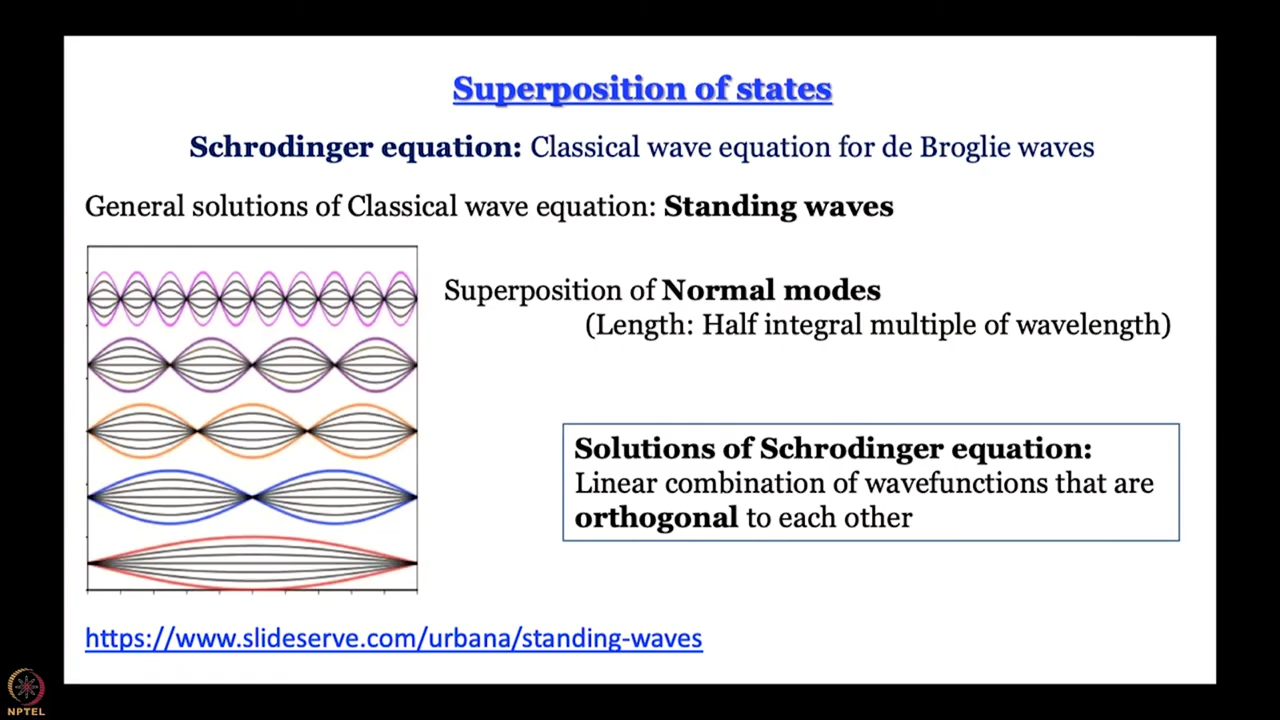 Superposition of states
Schrodinger equation: Classical wave equation for de Broglie waves
General solutions of Classical wave equation: Standing waves
Superposition of Normal modes
(Length: Half integral multiple of wavelength)
Solutions of Schrodinger equation:
Linear combination of wavefunctions that are
orthogonal to each other
https://www.slideserve.com/urbana/standing-waves
NPTEL